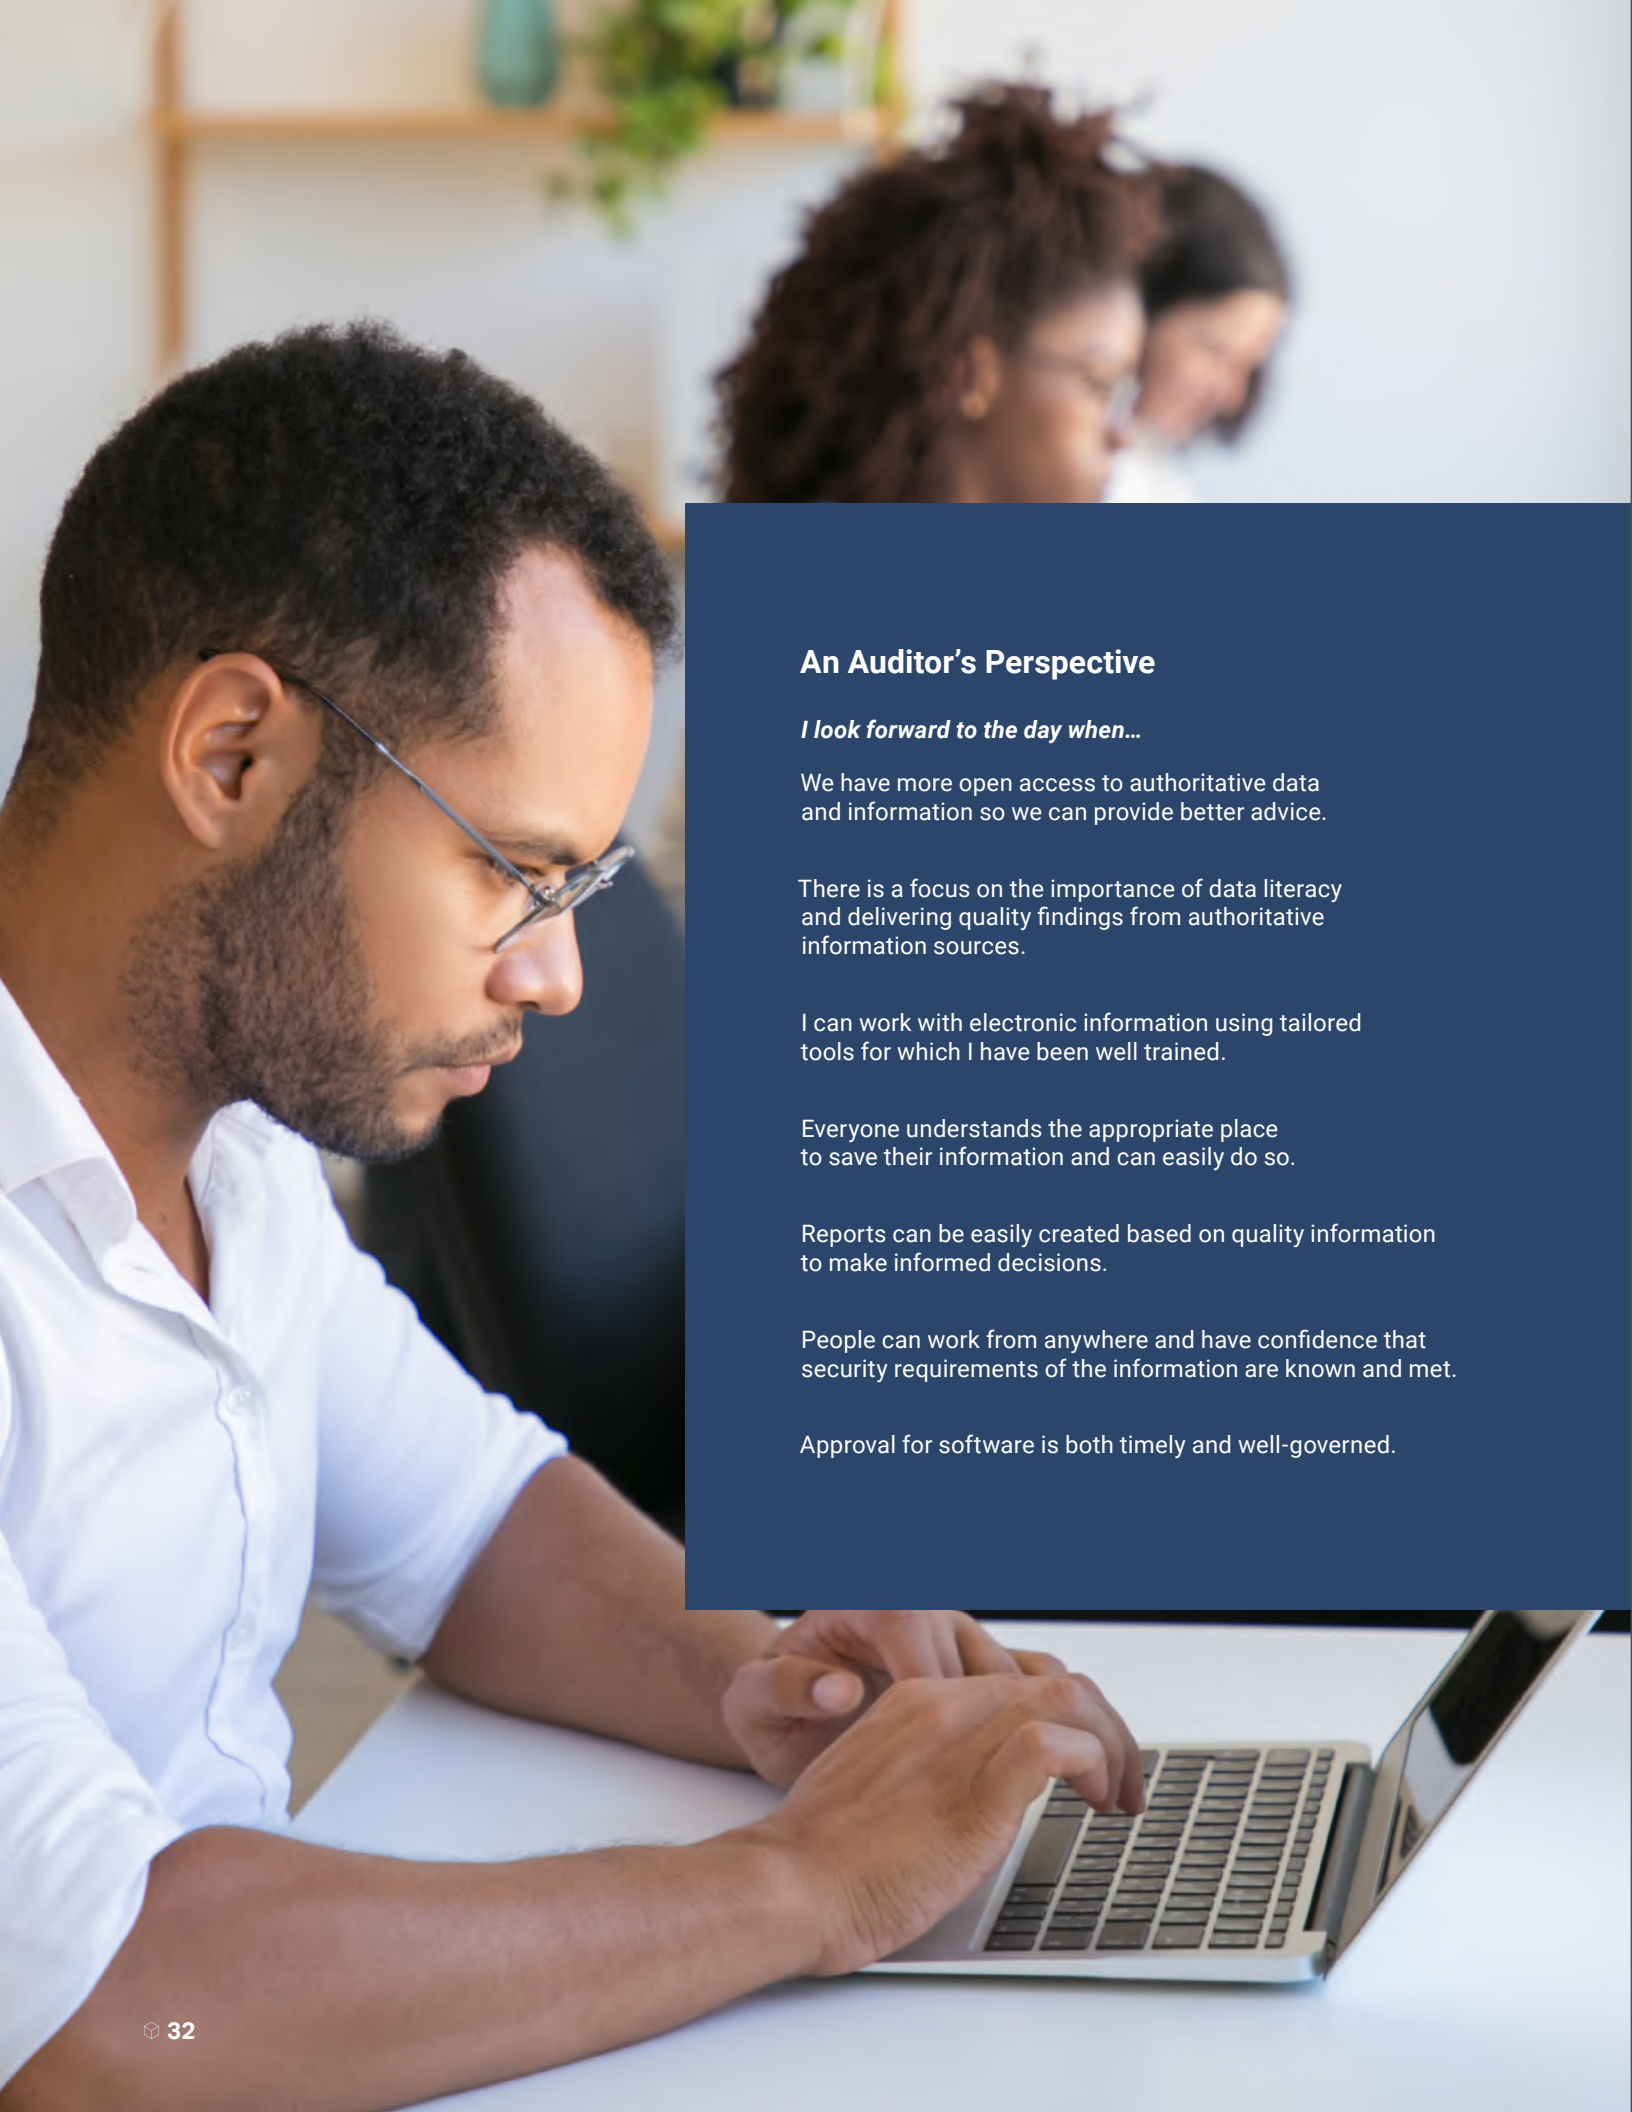 An Auditor’s Perspective
I look forward to the day when…
We have more open access to authoritative data
and information so we can provide better advice.
There is a focus on the importance of data literacy
and delivering quality findings from authoritative
information sources.
I can work with electronic information using tailored
tools for which I have been well trained.
Everyone understands the appropriate place
to save their information and can easily do so.
Reports can be easily created based on quality information
to make informed decisions.
People can work from anywhere and have confidence that
security requirements of the information are known and met.
Approval for software is both timely and well-governed.
32